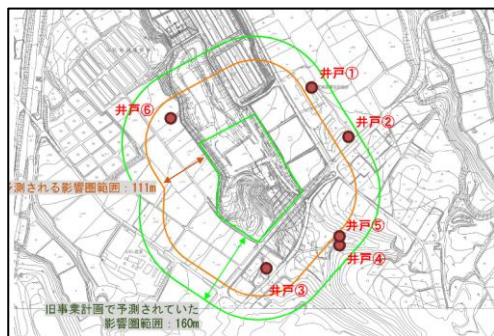 井戸①
井戸⑥
井戸②
予測される影響圏範囲：111m
井戸⑤
井戸④
井戸③
旧事業計画で予測されていた
影響圏範囲：160m